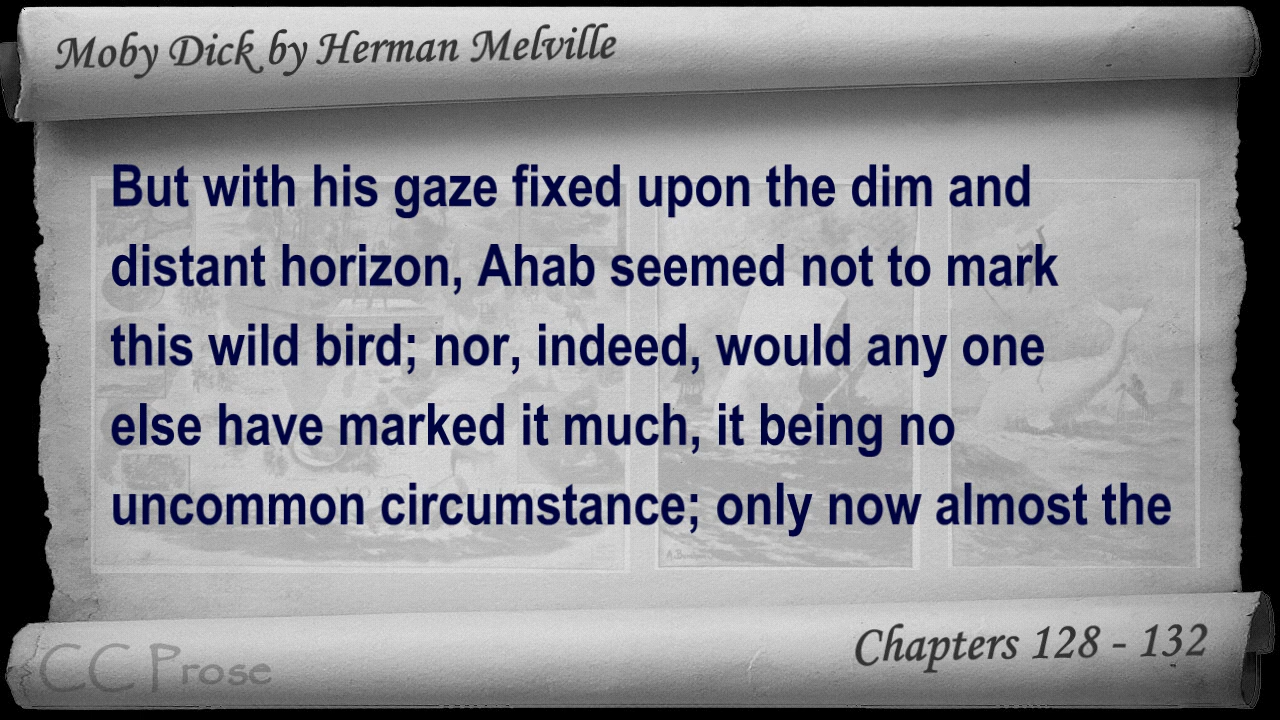 Moby Dick by Herman Melville
But with his gaze fixed upon the dim and
distant horizon, Ahab seemed not to mark
this wild bird; nor, indeed, would any one
else have marked it much, it being no
uncommon circumstance; only now almost the
Chapters 128 - 132
CC Prose